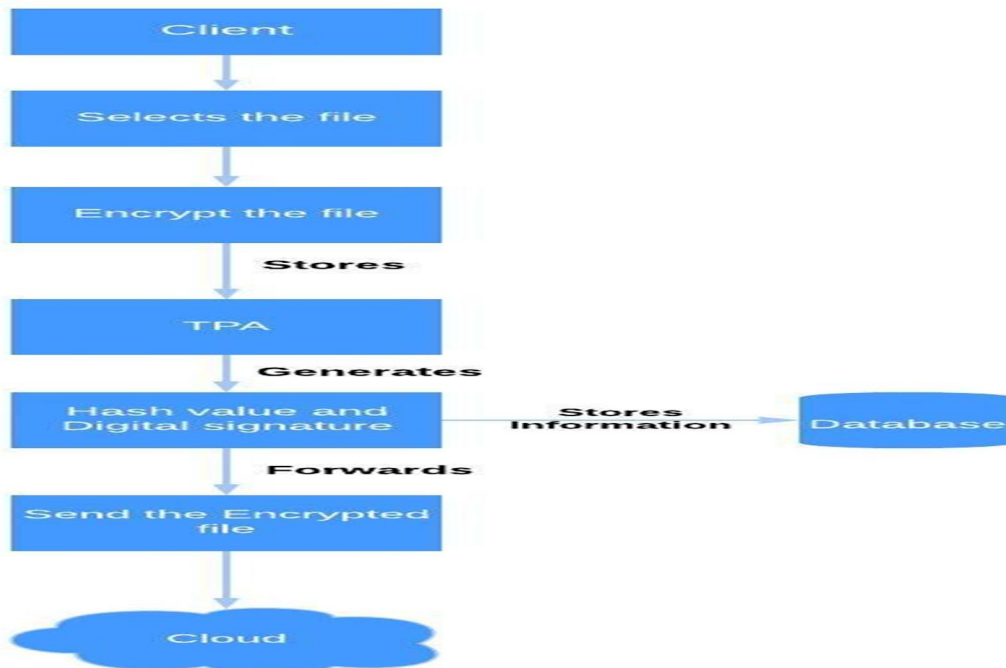 Client
Selects the file
Encrypt the file
Stores
TPA
Generates
Hash value and
Digital signature
Stores
Information
Database
Forwards
Send the Encrypted
file
Cloud